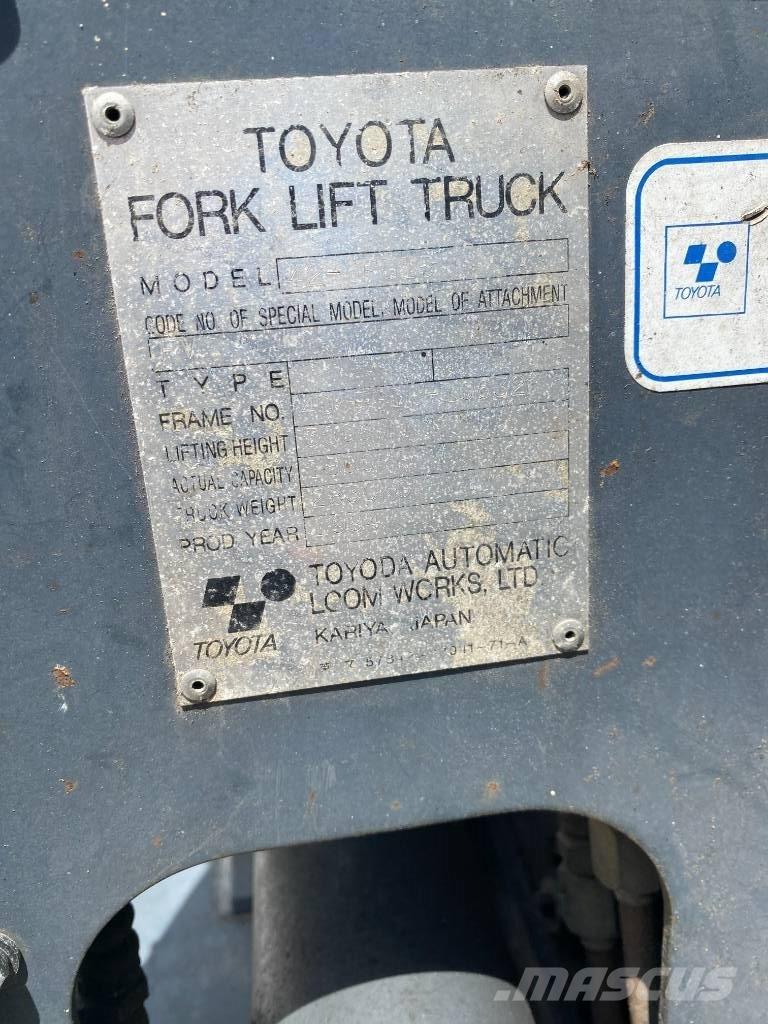 TOYOTA
FORK LIFT TRUCK
MODEL
CODE NO. OF SPECIAL MODEL, MODEL OF ATTACHMENT
TYPE
FRAME NO.
LIFTING HEIGHT
ACTUAL CAPACITY
TRUCK WEIGHT
PROD YEAR
TOYODA AUTOMATIC
LOOM WORKS, LTD
KARIYA JAPAN
TOYOTA
TOYOTA
MASCUS